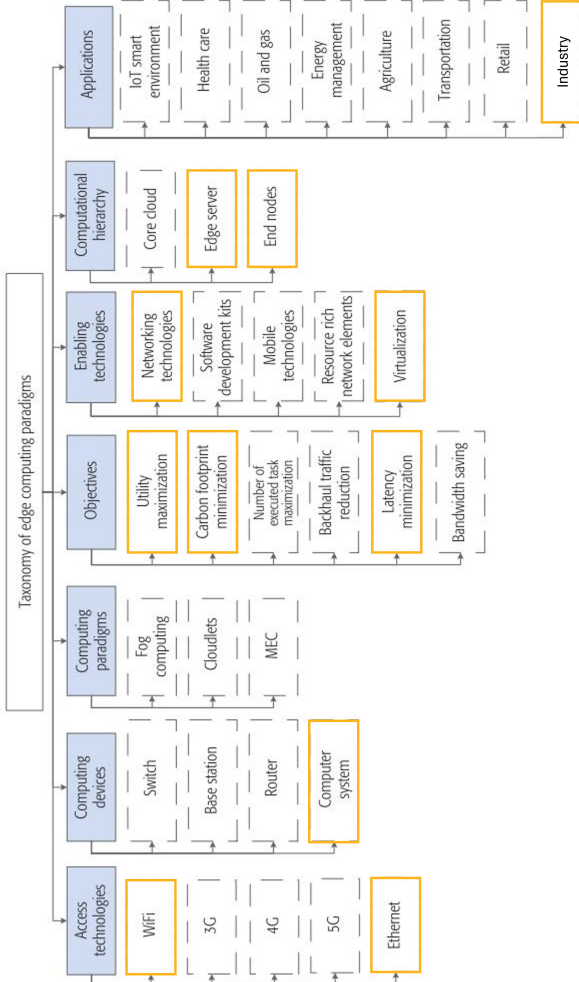 Taxonomy of edge computing paradigms
Access
technologies
WiFi
3G
4G
5G
Ethernet
Computing
devices
Switch
Base station
Router
Computer
system
Computing
paradigms
Fog
computing
Cloudlets
MEC
Objectives
Utility
maximization
Carbon footprint
minimization
Number of
executed task
maximization
Backhaul traffic
reduction
Latency
minimization
Bandwidth saving
Enabling
technologies
Networking
technologies
Software
development kits
Mobile
technologies
Resource rich
network elements
Virtualization
Computational
hierarchy
Core cloud
Edge server
End nodes
Applications
IoT smart
environment
Health care
Oil and gas
Energy
management
Agriculture
Transportation
Retail
Industry